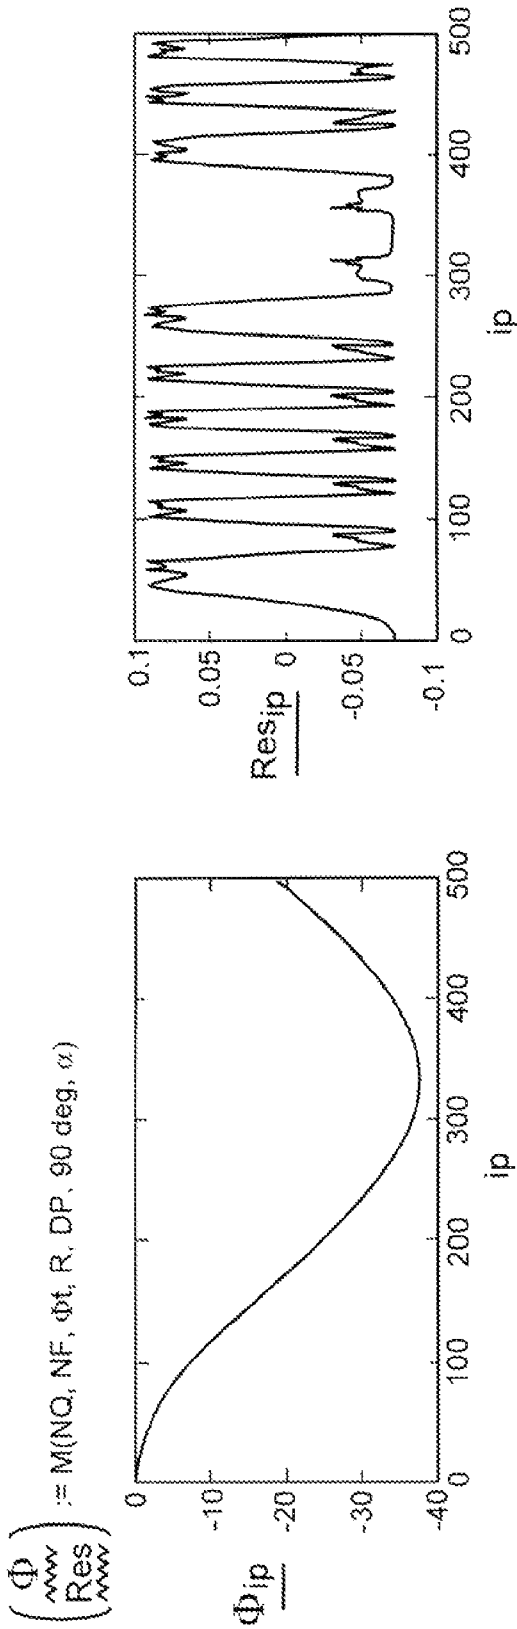 (Φ
Res) := M(NQ, NF, Φt, R, DP, 90 deg, α)
Φip
0
-10
-20
-30
-40
0 100 200 300 400 500
ip
Resip
0.1
0.05
0
-0.05
-0.1
0 100 200 300 400 500
ip